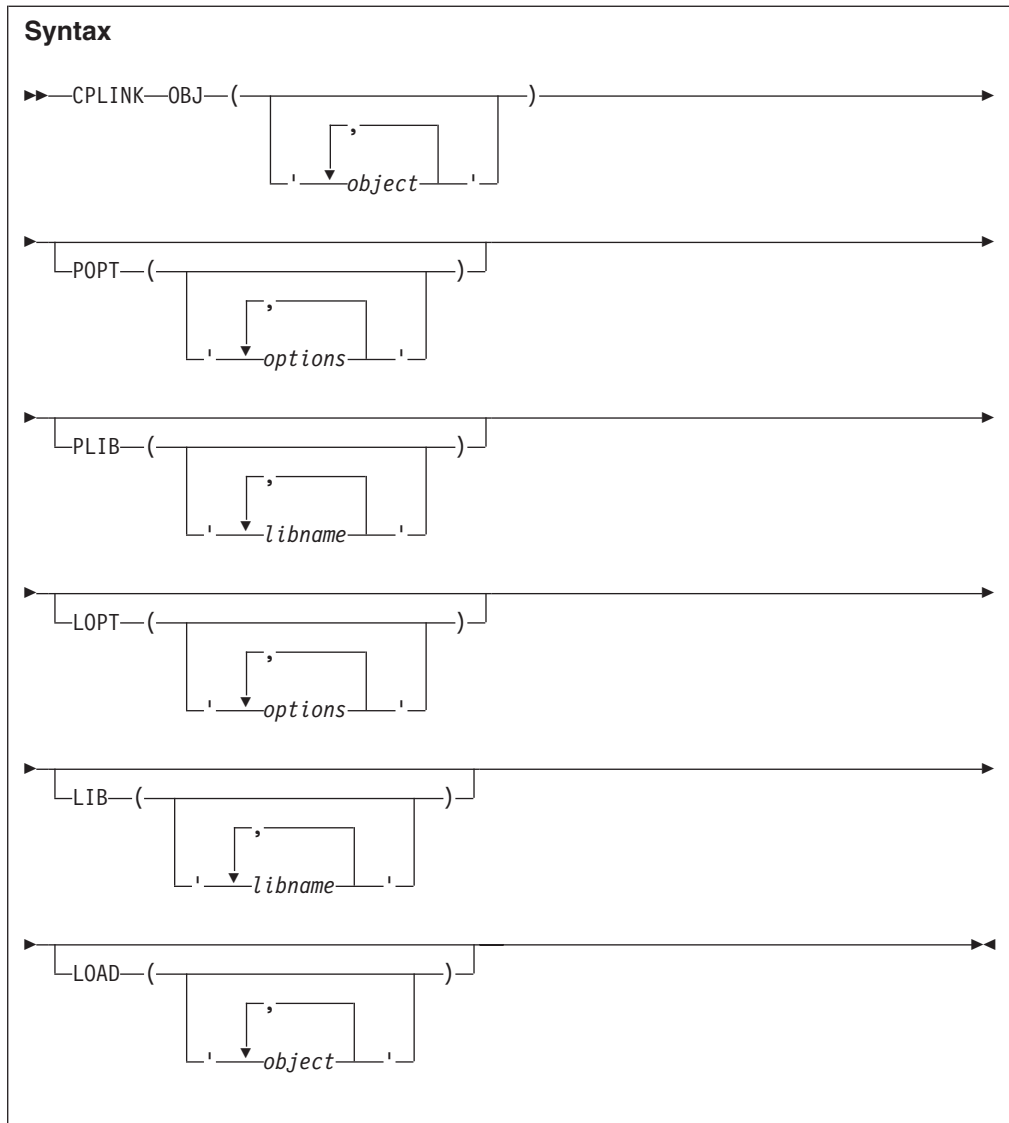 Syntax
CPLINK OBJ ( )
,
' object '
POPT ( )
,
' options '
PLIB ( )
,
' libname '
LOPT ( )
,
' options '
LIB ( )
,
' libname '
LOAD ( )
,
' object '